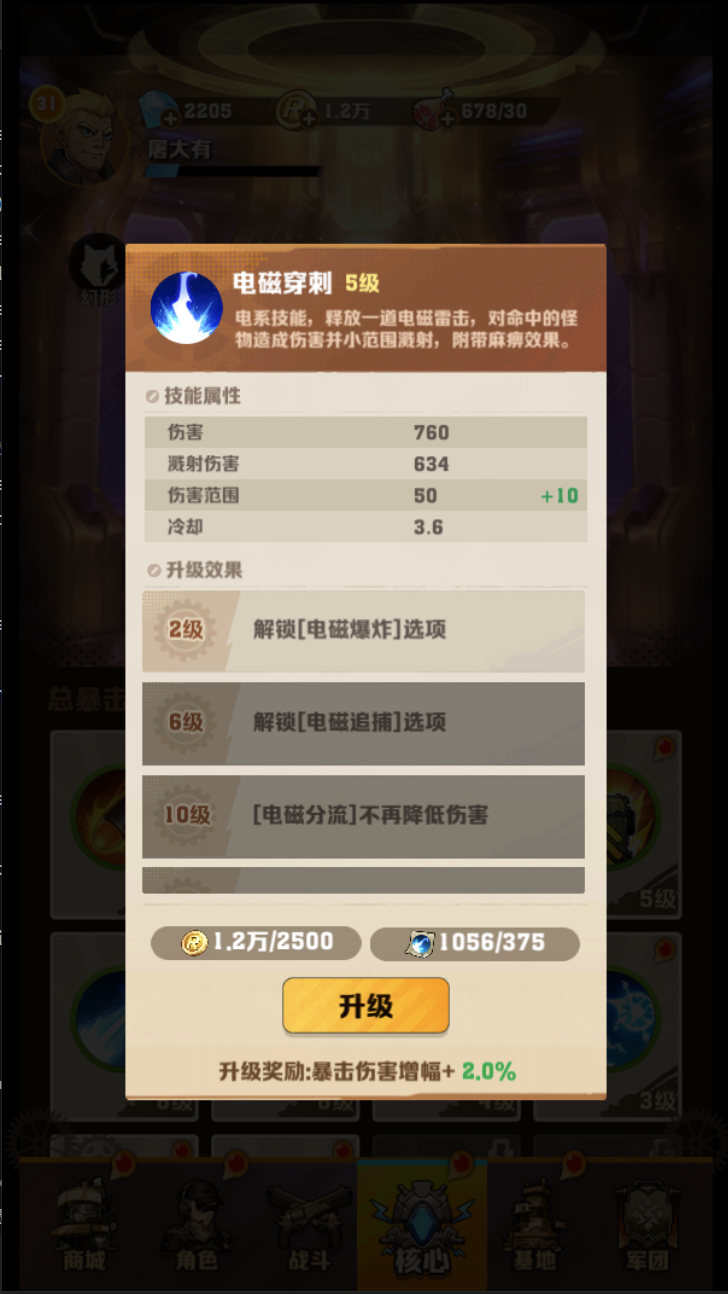 31
2205
1.2万
678/30
屠大有
幻形
电磁穿刺 5级
电系技能，释放一道电磁雷击，对命中的怪
物造成伤害并小范围溅射，附带麻痹效果。
技能属性
伤害 760
溅射伤害 634
伤害范围 50 +10
冷却 3.6
升级效果
2级 解锁[电磁爆炸]选项
6级 解锁[电磁追捕]选项
10级 [电磁分流]不再降低伤害
总暴击
5级
1.2万/2500
1056/375
升级
升级奖励:暴击伤害增幅+ 2.0%
4级
3级
商城
角色
战斗
核心
基地
军团